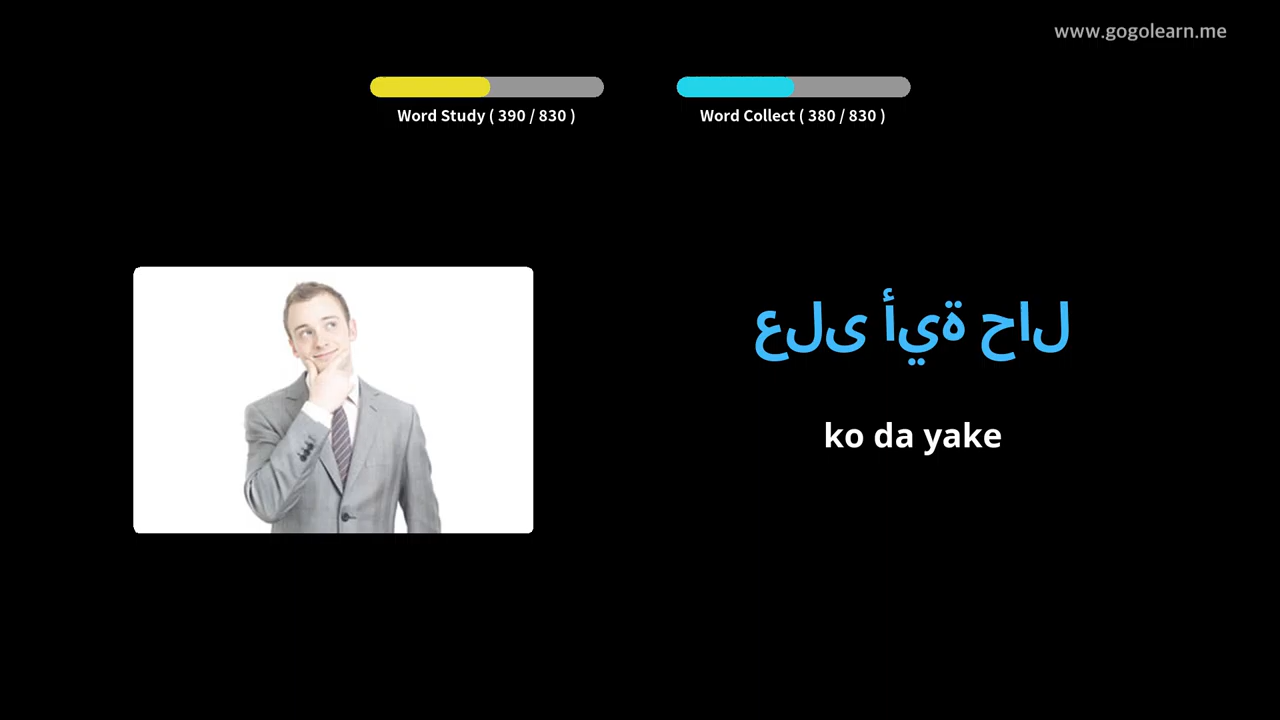 www.gogolearn.me
Word Study ( 390 / 830 )
Word Collect ( 380 / 830 )
على أية حال
ko da yake